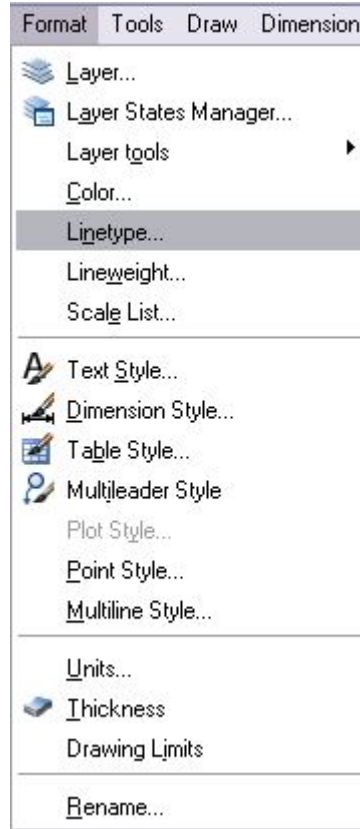 Format Tools Draw Dimension
Layer...
Layer States Manager...
Layer tools
Color...
Linetype...
Lineweight...
Scale List...
Text Style...
Dimension Style...
Table Style...
Multileader Style
Plot Style...
Point Style...
Multiline Style...
Units...
Thickness
Drawing Limits
Rename...